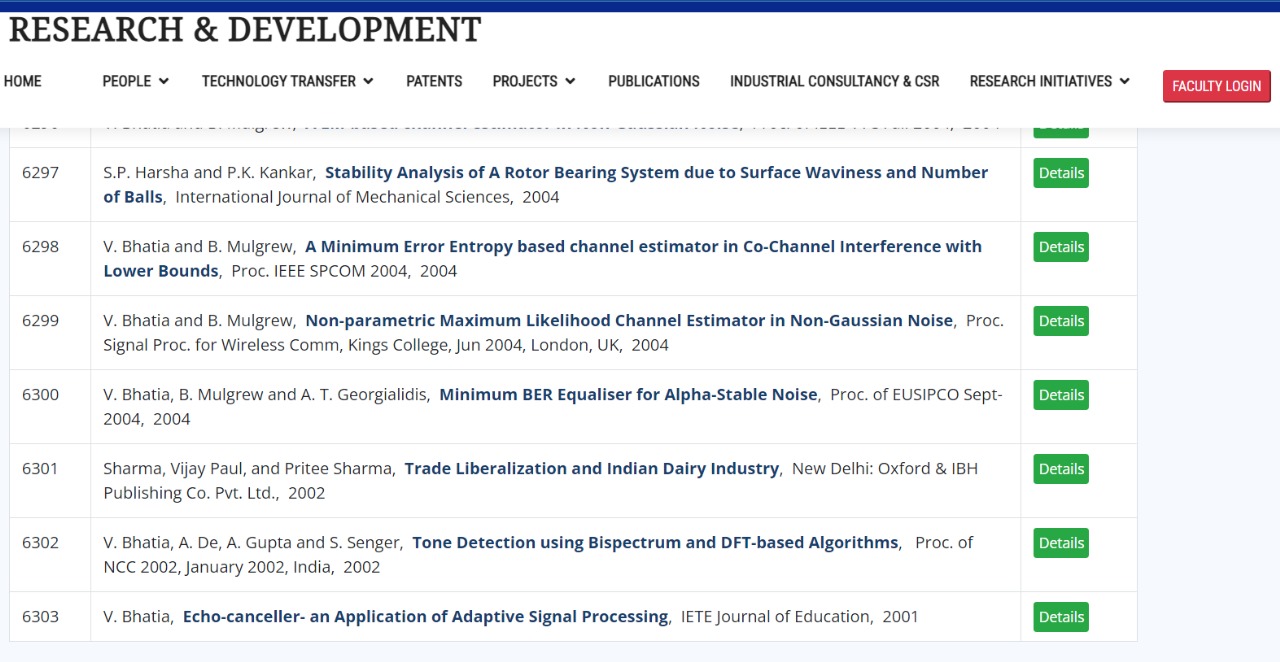 RESEARCH & DEVELOPMENT
HOME PEOPLE TECHNOLOGY TRANSFER PATENTS PROJECTS PUBLICATIONS INDUSTRIAL CONSULTANCY & CSR RESEARCH INITIATIVES FACULTY LOGIN
6297 S.P. Harsha and P.K. Kankar, Stability Analysis of A Rotor Bearing System due to Surface Waviness and Number Details
of Balls, International Journal of Mechanical Sciences, 2004
6298 V. Bhatia and B. Mulgrew, A Minimum Error Entropy based channel estimator in Co-Channel Interference with Details
Lower Bounds, Proc. IEEE SPCOM 2004, 2004
6299 V. Bhatia and B. Mulgrew, Non-parametric Maximum Likelihood Channel Estimator in Non-Gaussian Noise, Proc. Details
Signal Proc. for Wireless Comm, Kings College, Jun 2004, London, UK, 2004
6300 V. Bhatia, B. Mulgrew and A. T. Georgialidis, Minimum BER Equaliser for Alpha-Stable Noise, Proc. of EUSIPCO Sept- Details
2004, 2004
6301 Sharma, Vijay Paul, and Pritee Sharma, Trade Liberalization and Indian Dairy Industry, New Delhi: Oxford & IBH Details
Publishing Co. Pvt. Ltd., 2002
6302 V. Bhatia, A. De, A. Gupta and S. Senger, Tone Detection using Bispectrum and DFT-based Algorithms, Proc. of Details
NCC 2002, January 2002, India, 2002
6303 V. Bhatia, Echo-canceller- an Application of Adaptive Signal Processing, IETE Journal of Education, 2001 Details